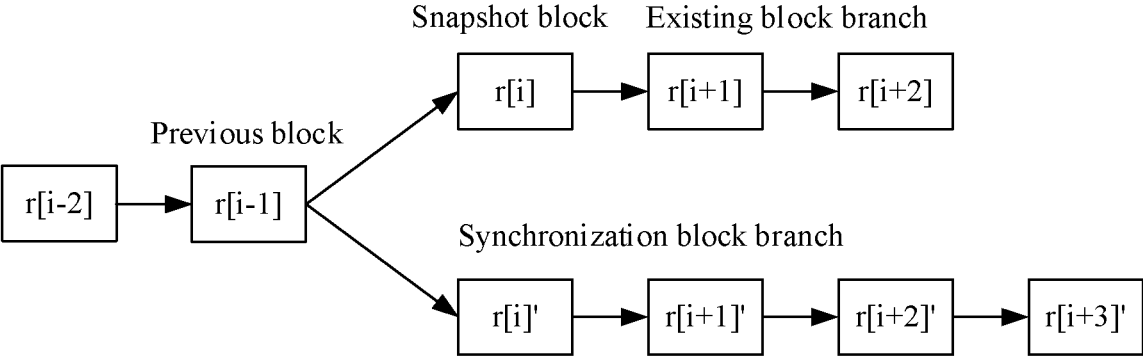 Snapshot block
Existing block branch
r[i]
r[i+1]
r[i+2]
Previous block
r[i-2]
r[i-1]
Synchronization block branch
r[i]'
r[i+1]'
r[i+2]'
r[i+3]'